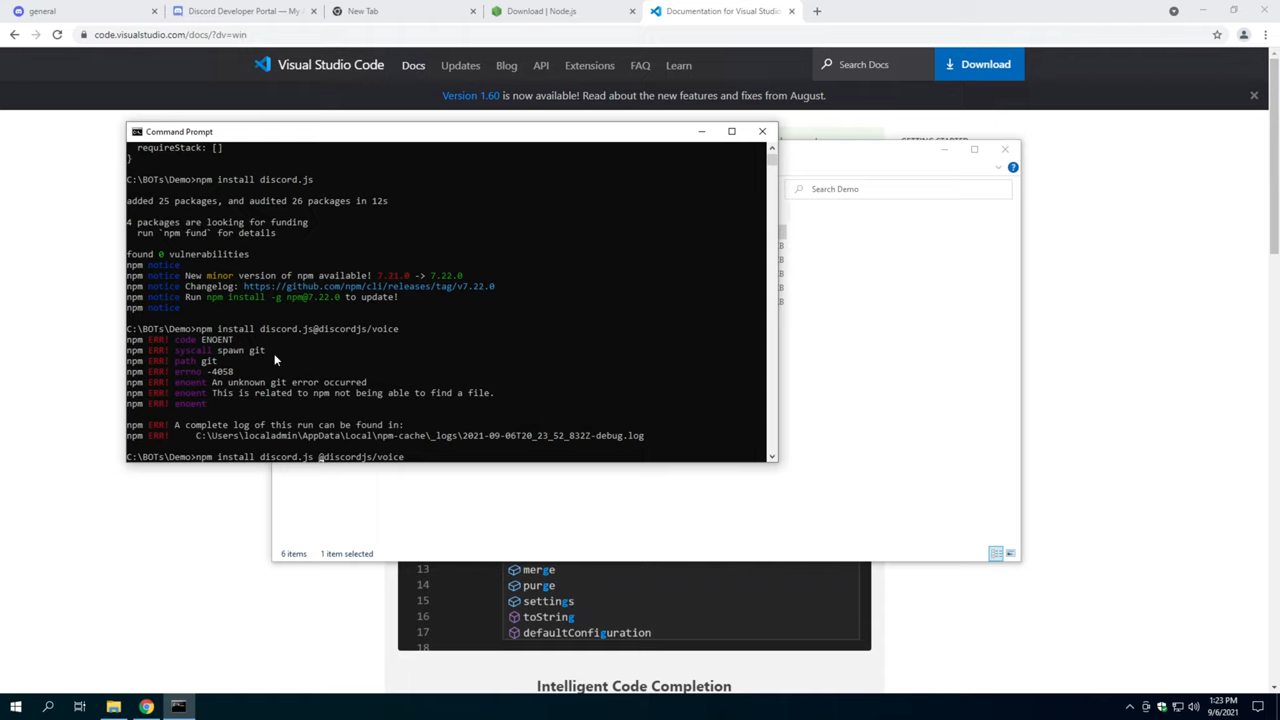 general
Discord Developer Portal — My A
New Tab
Download | Node.js
Documentation for Visual Studio
code.visualstudio.com/docs/?dv=win
Visual Studio Code
Docs
Updates
Blog
API
Extensions
FAQ
Learn
Search Docs
Download
Version 1.60 is now available! Read about the new features and fixes from August.
Command Prompt
requireStack: []
}
C:\BOTs\Demo>npm install discord.js
added 25 packages, and audited 26 packages in 12s
4 packages are looking for funding
run `npm fund` for details
found 0 vulnerabilities
npm notice
npm notice New minor version of npm available! 7.21.0 -> 7.22.0
npm notice Changelog: https://github.com/npm/cli/releases/tag/v7.22.0
npm notice Run npm install -g npm@7.22.0 to update!
npm notice
C:\BOTs\Demo>npm install discord.js@discordjs/voice
npm ERR! code ENOENT
npm ERR! syscall spawn git
npm ERR! path git
npm ERR! errno -4058
npm ERR! enoent An unknown git error occurred
npm ERR! enoent This is related to npm not being able to find a file.
npm ERR! enoent
npm ERR! A complete log of this run can be found in:
npm ERR!     C:\Users\localadmin\AppData\Local\npm-cache\_logs\2021-09-06T20_23_52_832Z-debug.log
C:\BOTs\Demo>npm install discord.js @discordjs/voice
Search Demo
6 items
1 item selected
13 merge
14 purge
15 settings
16 toString
17 defaultConfiguration
18
Intelligent Code Completion
1:23 PM
9/6/2021